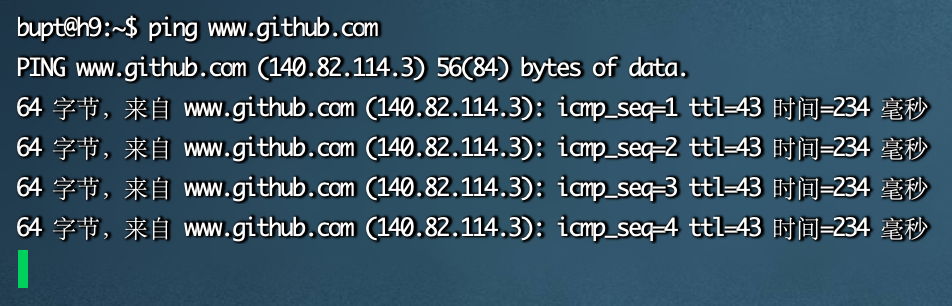 bupt@h9:~$ ping www.github.com
PING www.github.com (140.82.114.3) 56(84) bytes of data.
64 字节，来自 www.github.com (140.82.114.3): icmp_seq=1 ttl=43 时间=234 毫秒
64 字节，来自 www.github.com (140.82.114.3): icmp_seq=2 ttl=43 时间=234 毫秒
64 字节，来自 www.github.com (140.82.114.3): icmp_seq=3 ttl=43 时间=234 毫秒
64 字节，来自 www.github.com (140.82.114.3): icmp_seq=4 ttl=43 时间=234 毫秒